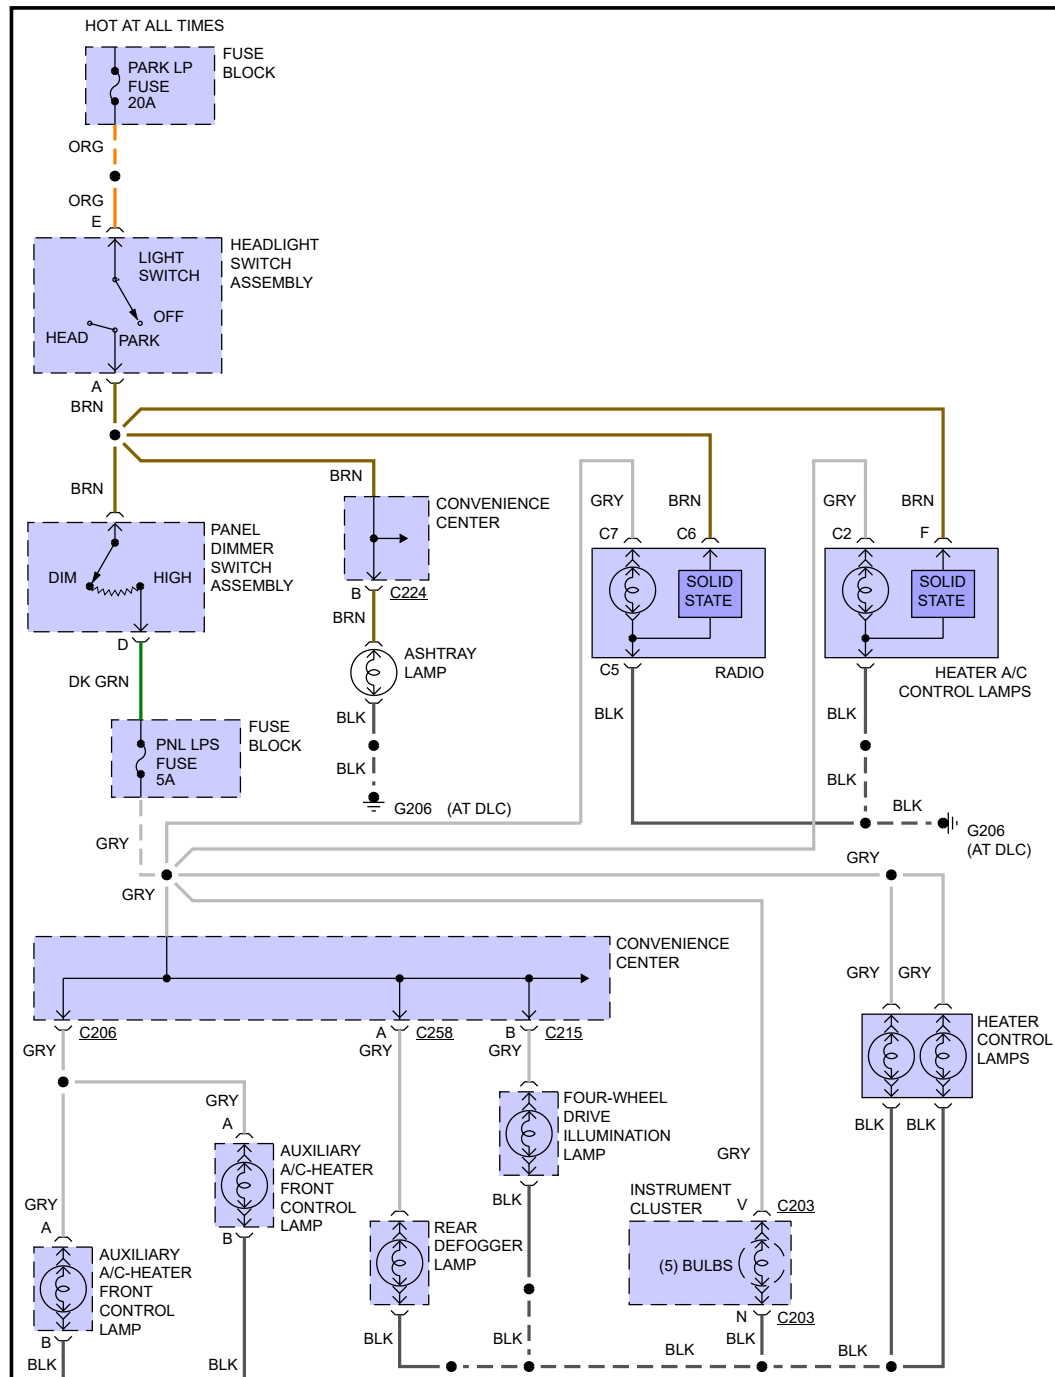 HOT AT ALL TIMES
PARK LP
FUSE
20A
FUSE
BLOCK
ORG
ORG
E
LIGHT
SWITCH
OFF
HEAD
PARK
HEADLIGHT
SWITCH
ASSEMBLY
A
BRN
BRN
BRN
GRY
BRN
GRY
BRN
CONVENIENCE
CENTER
C7
C6
C2
F
PANEL
DIMMER
SWITCH
ASSEMBLY
DIM
HIGH
SOLID
STATE
SOLID
STATE
B
C224
BRN
D
ASHTRAY
LAMP
C5
RADIO
HEATER A/C
CONTROL LAMPS
DK GRN
BLK
BLK
BLK
PNL LPS
FUSE
5A
FUSE
BLOCK
BLK
BLK
G206 (AT DLC)
BLK
G206
(AT DLC)
GRY
GRY
GRY
CONVENIENCE
CENTER
GRY
GRY
C206
A
C258
B
C215
GRY
GRY
GRY
HEATER
CONTROL
LAMPS
GRY
A
FOUR-WHEEL
DRIVE
ILLUMINATION
LAMP
BLK
BLK
AUXILIARY
A/C-HEATER
FRONT
CONTROL
LAMP
GRY
GRY
A
BLK
INSTRUMENT
CLUSTER
V
C203
B
REAR
DEFOGGER
LAMP
(5) BULBS
AUXILIARY
A/C-HEATER
FRONT
CONTROL
LAMP
B
N
C203
BLK
BLK
BLK
BLK
BLK
BLK
BLK